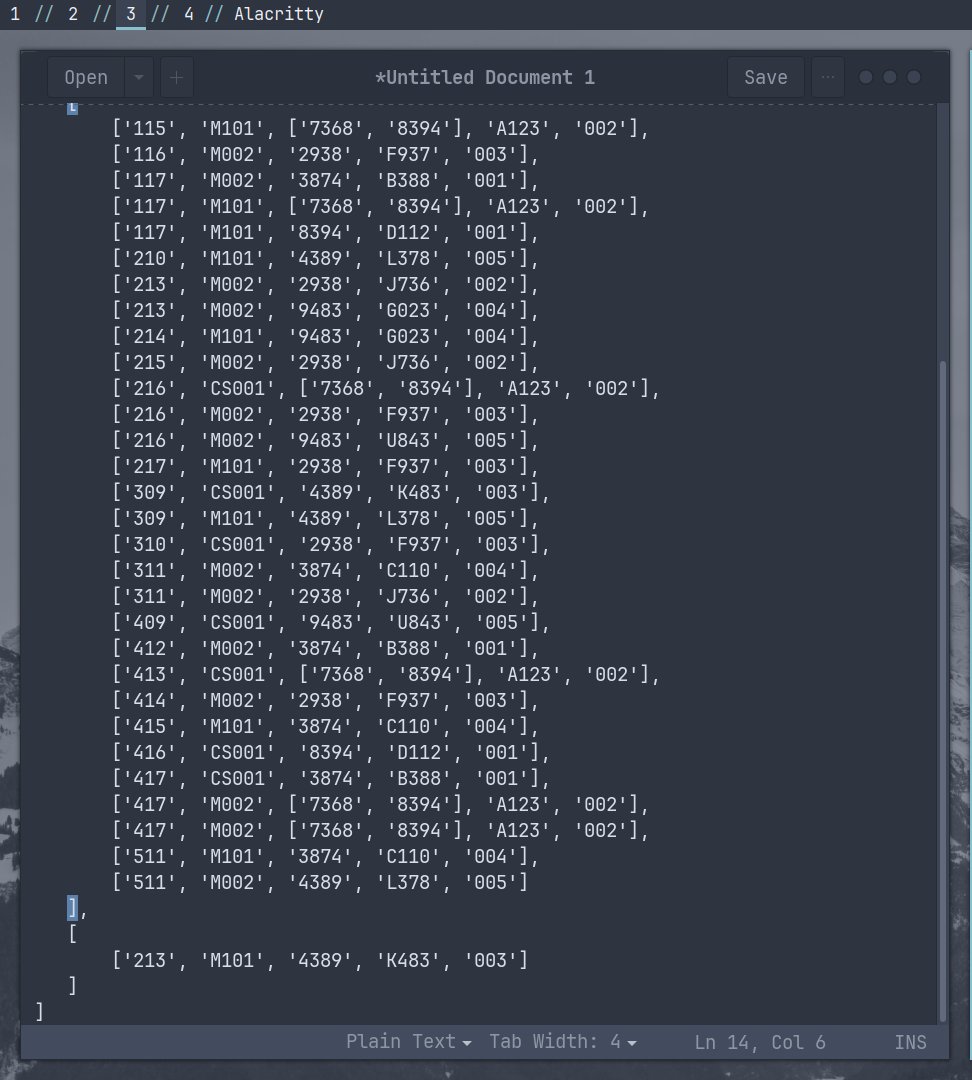 1 // 2 // 3 // 4 // Alacritty
Open + *Untitled Document 1 Save ...
[
['115', 'M101', ['7368', '8394'], 'A123', '002'],
['116', 'M002', '2938', 'F937', '003'],
['117', 'M002', '3874', 'B388', '001'],
['117', 'M101', ['7368', '8394'], 'A123', '002'],
['117', 'M101', '8394', 'D112', '001'],
['210', 'M101', '4389', 'L378', '005'],
['213', 'M002', '2938', 'J736', '002'],
['213', 'M002', '9483', 'G023', '004'],
['214', 'M101', '9483', 'G023', '004'],
['215', 'M002', '2938', 'J736', '002'],
['216', 'CS001', ['7368', '8394'], 'A123', '002'],
['216', 'M002', '2938', 'F937', '003'],
['216', 'M002', '9483', 'U843', '005'],
['217', 'M101', '2938', 'F937', '003'],
['309', 'CS001', '4389', 'K483', '003'],
['309', 'M101', '4389', 'L378', '005'],
['310', 'CS001', '2938', 'F937', '003'],
['311', 'M002', '3874', 'C110', '004'],
['311', 'M002', '2938', 'J736', '002'],
['409', 'CS001', '9483', 'U843', '005'],
['412', 'M002', '3874', 'B388', '001'],
['413', 'CS001', ['7368', '8394'], 'A123', '002'],
['414', 'M002', '2938', 'F937', '003'],
['415', 'M101', '3874', 'C110', '004'],
['416', 'CS001', '8394', 'D112', '001'],
['417', 'CS001', '3874', 'B388', '001'],
['417', 'M002', ['7368', '8394'], 'A123', '002'],
['417', 'M002', ['7368', '8394'], 'A123', '002'],
['511', 'M101', '3874', 'C110', '004'],
['511', 'M002', '4389', 'L378', '005']
],
[
['213', 'M101', '4389', 'K483', '003']
]
]
Plain Text Tab Width: 4 Ln 14, Col 6 INS